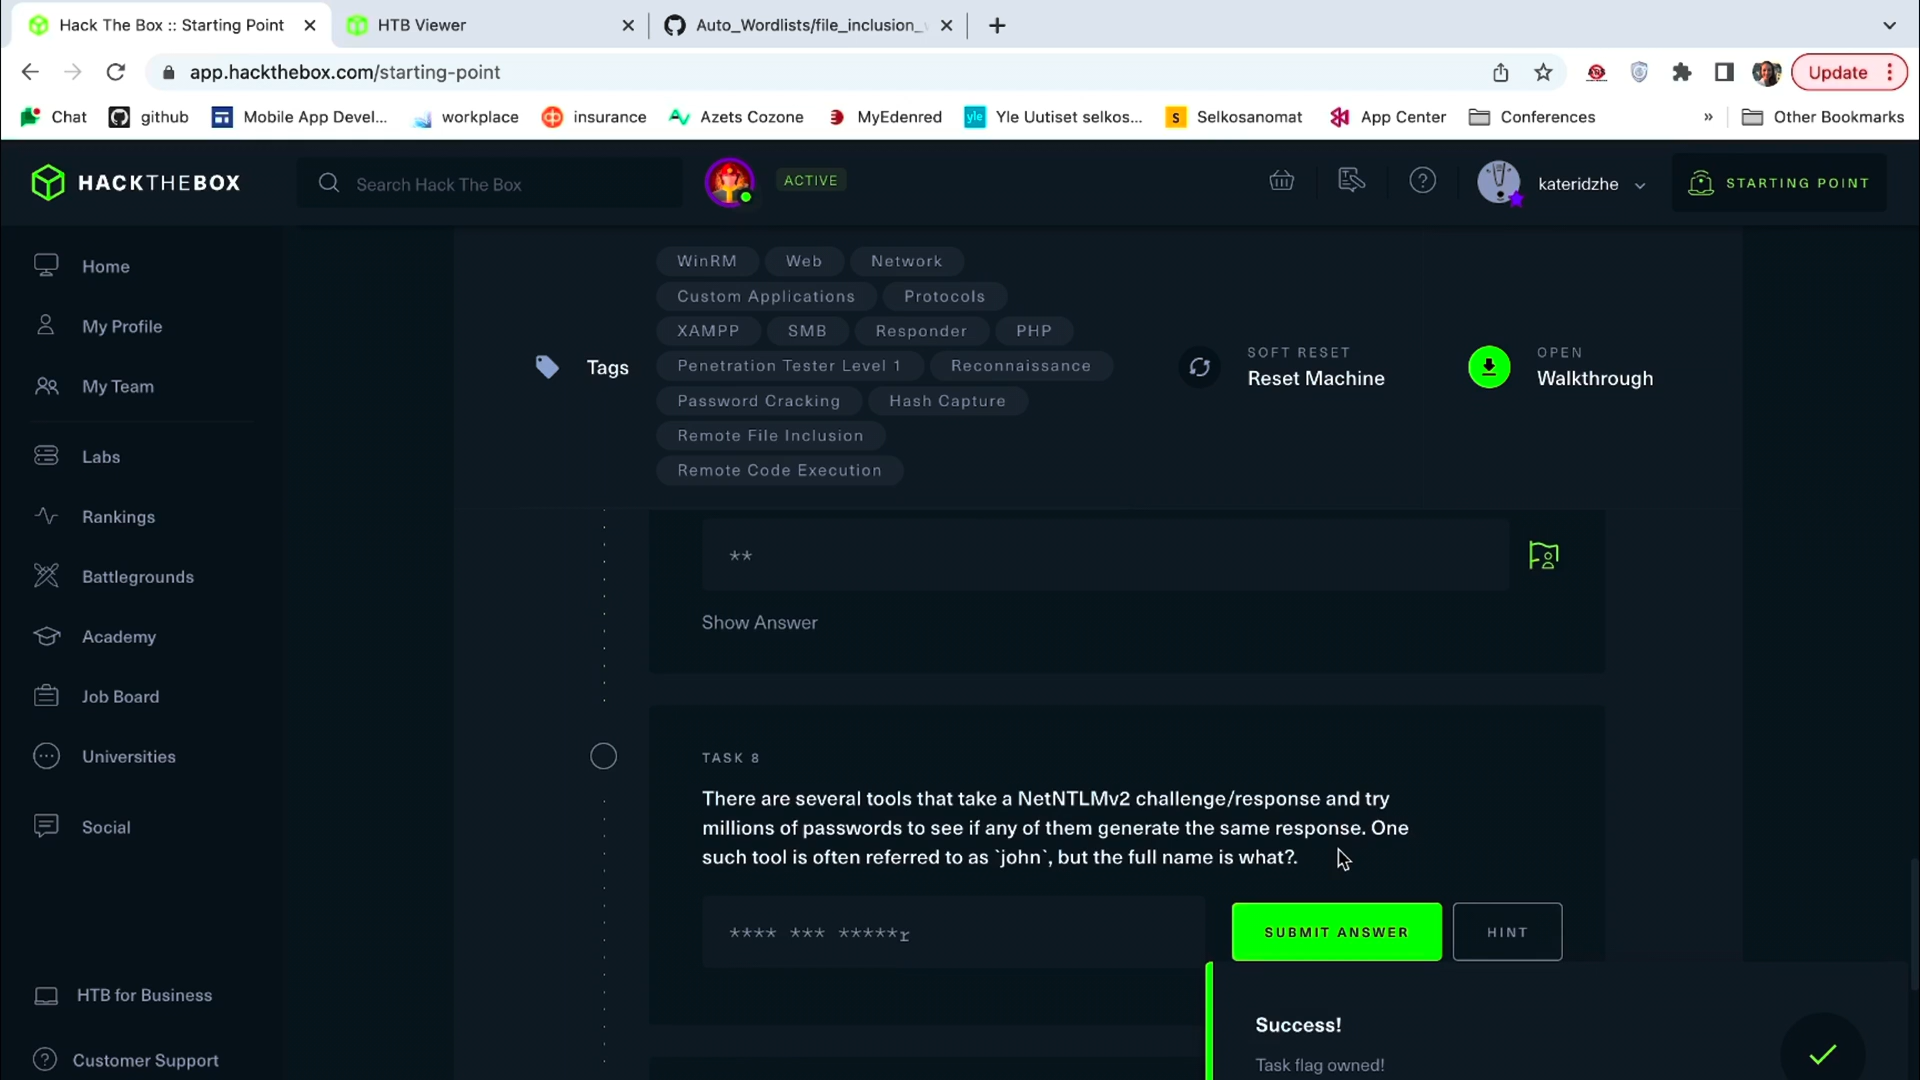 Hack The Box :: Starting Point
HTB Viewer
Auto_Wordlists/file_inclusion_
app.hackthebox.com/starting-point
Update
Chat
github
Mobile App Devel...
workplace
insurance
Azets Cozone
MyEdenred
yle
Yle Uutiset selkos...
S
Selkosanomat
App Center
Conferences
»
Other Bookmarks
HACKTHEBOX
Search Hack The Box
ACTIVE
kateridzhe
STARTING POINT
Home
My Profile
My Team
Labs
Rankings
Battlegrounds
Academy
Job Board
Universities
Social
HTB for Business
Customer Support
Tags
WinRM
Web
Network
Custom Applications
Protocols
XAMPP
SMB
Responder
PHP
Penetration Tester Level 1
Reconnaissance
Password Cracking
Hash Capture
Remote File Inclusion
Remote Code Execution
SOFT RESET
Reset Machine
OPEN
Walkthrough
**
Show Answer
TASK 8
There are several tools that take a NetNTLMv2 challenge/response and try
millions of passwords to see if any of them generate the same response. One
such tool is often referred to as `john`, but the full name is what?.
**** *** *****r
SUBMIT ANSWER
HINT
Success!
Task flag owned!